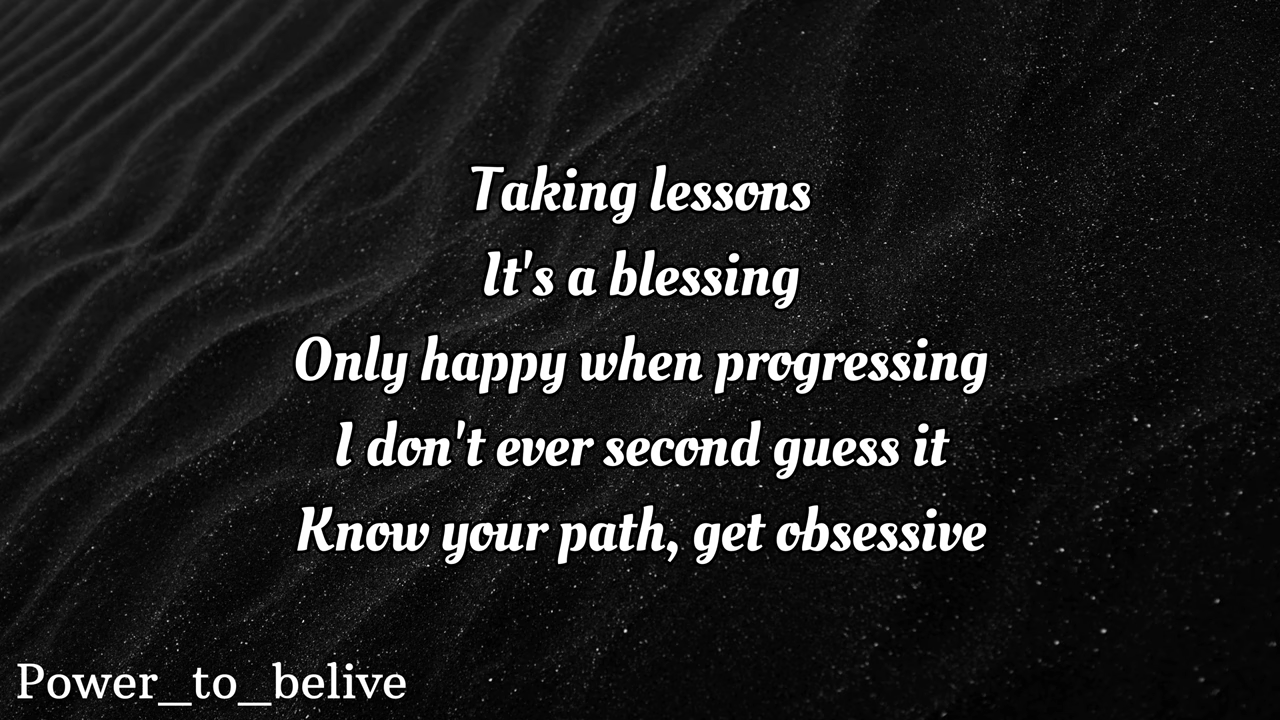 Taking lessons
It's a blessing
Only happy when progressing
I don't ever second guess it
Know your path, get obsessive
Power_to_belive